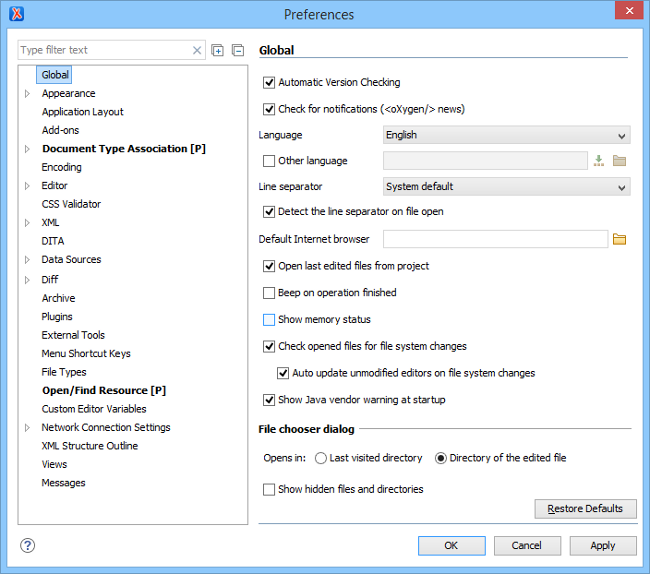 Preferences
Type filter text
Global
Appearance
Application Layout
Add-ons
Document Type Association [P]
Encoding
Editor
CSS Validator
XML
DITA
Data Sources
Diff
Archive
Plugins
External Tools
Menu Shortcut Keys
File Types
Open/Find Resource [P]
Custom Editor Variables
Network Connection Settings
XML Structure Outline
Views
Messages
Global
Automatic Version Checking
Check for notifications (<oXygen/> news)
Language English
Other language
Line separator System default
Detect the line separator on file open
Default Internet browser
Open last edited files from project
Beep on operation finished
Show memory status
Check opened files for file system changes
Auto update unmodified editors on file system changes
Show Java vendor warning at startup
File chooser dialog
Opens in: Last visited directory Directory of the edited file
Show hidden files and directories
Restore Defaults
OK Cancel Apply